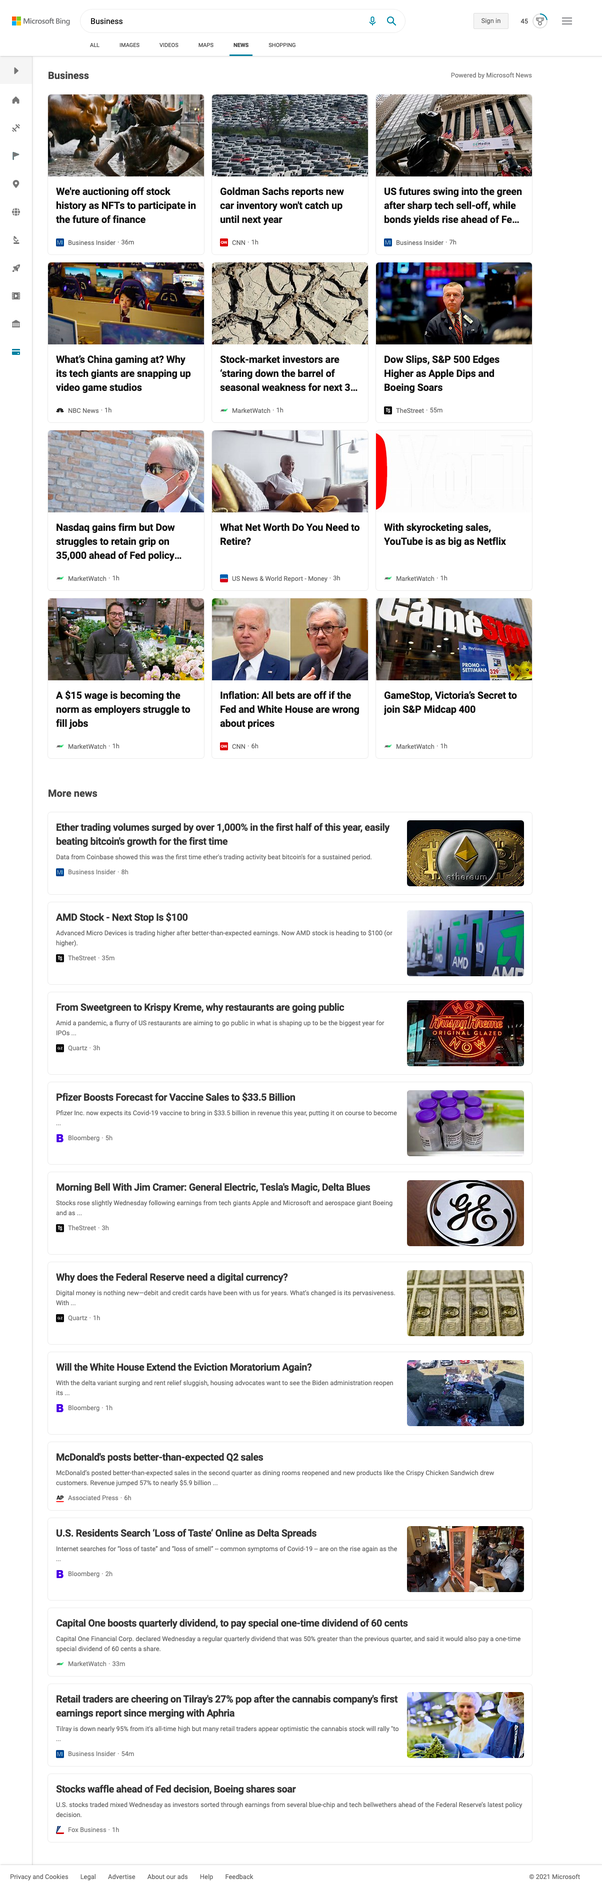 Microsoft Bing
Business
Sign in
45
ALL IMAGES VIDEOS MAPS NEWS SHOPPING
Business
Powered by Microsoft News
We're auctioning off stock
history as NFTs to participate in
the future of finance
Business Insider · 36m
Goldman Sachs reports new
car inventory won't catch up
until next year
CNN · 1h
US futures swing into the green
after sharp tech sell-off, while
bonds yields rise ahead of Fe...
Business Insider · 7h
What's China gaming at? Why
its tech giants are snapping up
video game studios
NBC News · 1h
Stock-market investors are
'staring down the barrel of
seasonal weakness for next 3...
MarketWatch · 1h
Dow Slips, S&P 500 Edges
Higher as Apple Dips and
Boeing Soars
TheStreet · 55m
Nasdaq gains firm but Dow
struggles to retain grip on
35,000 ahead of Fed policy...
MarketWatch · 1h
What Net Worth Do You Need to
Retire?
US News & World Report - Money · 3h
With skyrocketing sales,
YouTube is as big as Netflix
MarketWatch · 1h
A $15 wage is becoming the
norm as employers struggle to
fill jobs
MarketWatch · 1h
Inflation: All bets are off if the
Fed and White House are wrong
about prices
CNN · 6h
GameStop
PROMO
SETTIMANA
GameStop, Victoria's Secret to
join S&P Midcap 400
MarketWatch · 1h
More news
Ether trading volumes surged by over 1,000% in the first half of this year, easily
beating bitcoin's growth for the first time
Data from Coinbase showed this was the first time ether's trading activity beat bitcoin's for a sustained period.
Business Insider · 8h
ethereum
AMD Stock - Next Stop Is $100
Advanced Micro Devices is trading higher after better-than-expected earnings. Now AMD stock is heading to $100 (or
higher).
TheStreet · 35m
AMD
AMD
From Sweetgreen to Krispy Kreme, why restaurants are going public
Amid a pandemic, a flurry of US restaurants are aiming to go public in what is shaping up to be the biggest year for
IPOs ...
Quartz · 3h
HOT
Krispy Kreme
ORIGINAL GLAZED
NOW
Pfizer Boosts Forecast for Vaccine Sales to $33.5 Billion
Pfizer Inc. now expects its Covid-19 vaccine to bring in $33.5 billion in revenue this year, putting it on course to become
...
Bloomberg · 5h
Morning Bell With Jim Cramer: General Electric, Tesla's Magic, Delta Blues
Stocks rose slightly Wednesday following earnings from tech giants Apple and Microsoft and aerospace giant Boeing
and as ...
TheStreet · 3h
GE
Why does the Federal Reserve need a digital currency?
Digital money is nothing new—debit and credit cards have been with us for years. What's changed is its pervasiveness.
With ...
Quartz · 1h
Will the White House Extend the Eviction Moratorium Again?
With the delta variant surging and rent relief sluggish, housing advocates want to see the Biden administration reopen
its ...
Bloomberg · 1h
McDonald's posts better-than-expected Q2 sales
McDonald's posted better-than-expected sales in the second quarter as dining rooms reopened and new products like the Crispy Chicken Sandwich drew
customers. Revenue jumped 57% to nearly $5.9 billion ...
Associated Press · 6h
U.S. Residents Search 'Loss of Taste' Online as Delta Spreads
Internet searches for "loss of taste" and "loss of smell" -- common symptoms of Covid-19 -- are on the rise again as the
...
Bloomberg · 2h
Capital One boosts quarterly dividend, to pay special one-time dividend of 60 cents
Capital One Financial Corp. declared Wednesday a regular quarterly dividend that was 50% greater than the previous quarter, and said it would also pay a one-time
special dividend of 60 cents a share.
MarketWatch · 33m
Retail traders are cheering on Tilray's 27% pop after the cannabis company's first
earnings report since merging with Aphria
Tilray is down nearly 95% from it's all-time high but many retail traders appear optimistic the cannabis stock will rally "to
...
Business Insider · 54m
Stocks waffle ahead of Fed decision, Boeing shares soar
U.S. stocks traded mixed Wednesday as investors sorted through earnings from several blue-chip and tech bellwethers ahead of the Federal Reserve's latest policy
decision.
Fox Business · 1h
Privacy and Cookies Legal Advertise About our ads Help Feedback
© 2021 Microsoft